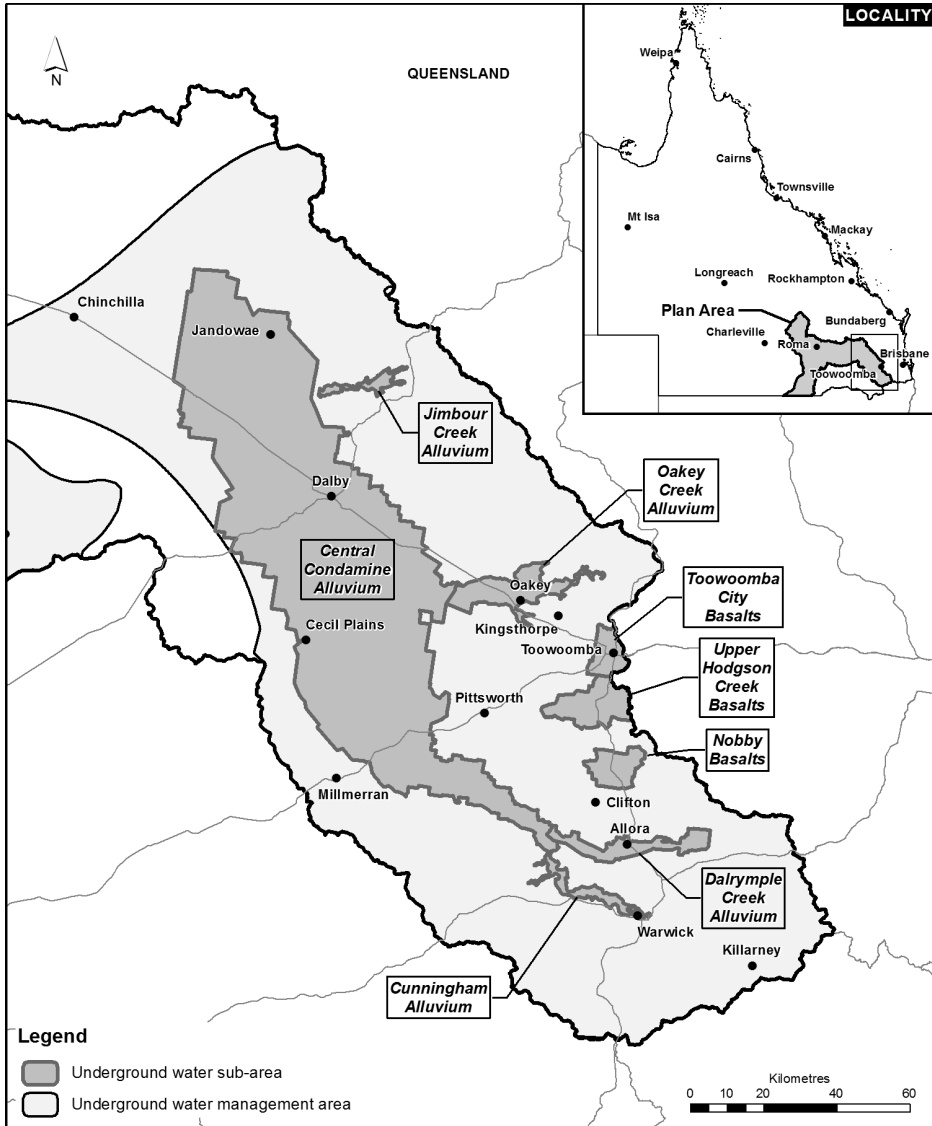 LOCALITY
N
QUEENSLAND
Weipa
Cairns
Townsville
Mt Isa
Mackay
Longreach
Rockhampton
Plan Area
Bundaberg
Charleville
Roma
Brisbane
Toowoomba
Chinchilla
Jandowae
Jimbour
Creek
Alluvium
Dalby
Oakey
Creek
Alluvium
Central
Condamine
Alluvium
Oakey
Toowoomba
City
Basalts
Cecil Plains
Kingsthorpe
Toowoomba
Upper
Hodgson
Creek
Basalts
Pittsworth
Nobby
Basalts
Millmerran
Clifton
Allora
Dalrymple
Creek
Alluvium
Warwick
Killarney
Cunningham
Alluvium
Legend
Underground water sub-area
Underground water management area
Kilometres
0 10 20 40 60